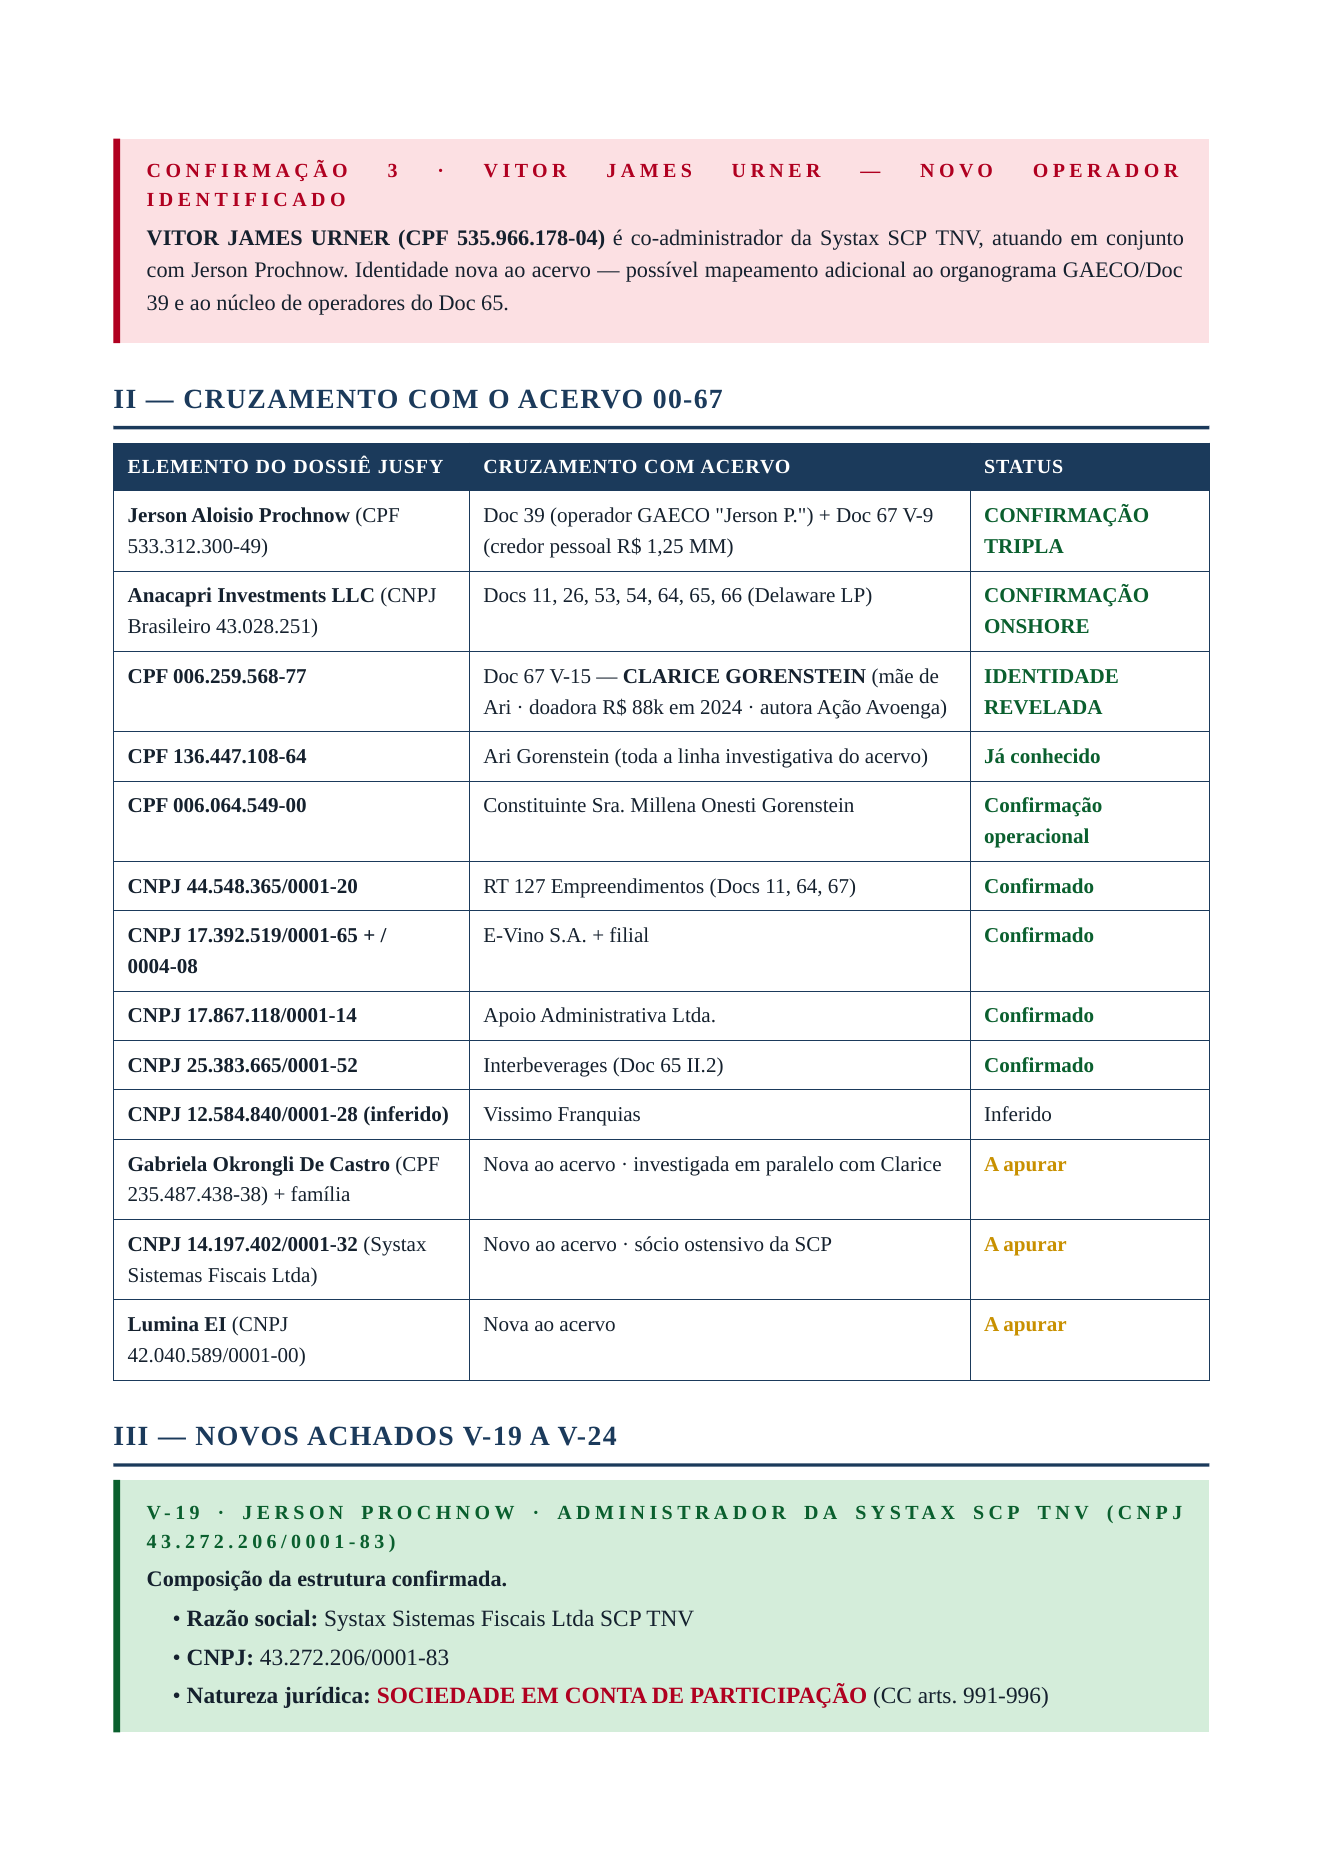 CONFIRMAÇÃO 3 · VITOR JAMES URNER — NOVO OPERADOR
IDENTIFICADO
VITOR JAMES URNER (CPF 535.966.178-04) é co-administrador da Systax SCP TNV, atuando em conjunto
com Jerson Prochnow. Identidade nova ao acervo — possível mapeamento adicional ao organograma GAECO/Doc
39 e ao núcleo de operadores do Doc 65.
II — CRUZAMENTO COM O ACERVO 00-67
ELEMENTO DO DOSSIÊ JUSFY CRUZAMENTO COM ACERVO STATUS
Jerson Aloisio Prochnow (CPF
533.312.300-49)
Doc 39 (operador GAECO "Jerson P.") + Doc 67 V-9
(credor pessoal R$ 1,25 MM)
CONFIRMAÇÃO
TRIPLA
Anacapri Investments LLC (CNPJ
Brasileiro 43.028.251)
Docs 11, 26, 53, 54, 64, 65, 66 (Delaware LP)
CONFIRMAÇÃO
ONSHORE
CPF 006.259.568-77
Doc 67 V-15 — CLARICE GORENSTEIN (mãe de
Ari · doadora R$ 88k em 2024 · autora Ação Avoenga)
IDENTIDADE
REVELADA
CPF 136.447.108-64
Ari Gorenstein (toda a linha investigativa do acervo)
Já conhecido
CPF 006.064.549-00
Constituinte Sra. Millena Onesti Gorenstein
Confirmação
operacional
CNPJ 44.548.365/0001-20
RT 127 Empreendimentos (Docs 11, 64, 67)
Confirmado
CNPJ 17.392.519/0001-65 + /
0004-08
E-Vino S.A. + filial
Confirmado
CNPJ 17.867.118/0001-14
Apoio Administrativa Ltda.
Confirmado
CNPJ 25.383.665/0001-52
Interbeverages (Doc 65 II.2)
Confirmado
CNPJ 12.584.840/0001-28 (inferido)
Vissimo Franquias
Inferido
Gabriela Okrongli De Castro (CPF
235.487.438-38) + família
Nova ao acervo · investigada em paralelo com Clarice
A apurar
CNPJ 14.197.402/0001-32 (Systax
Sistemas Fiscais Ltda)
Novo ao acervo · sócio ostensivo da SCP
A apurar
Lumina EI (CNPJ
42.040.589/0001-00)
Nova ao acervo
A apurar
III — NOVOS ACHADOS V-19 A V-24
V-19 · JERSON PROCHNOW · ADMINISTRADOR DA SYSTAX SCP TNV (CNPJ
43.272.206/0001-83)
Composição da estrutura confirmada.
• Razão social: Systax Sistemas Fiscais Ltda SCP TNV
• CNPJ: 43.272.206/0001-83
• Natureza jurídica: SOCIEDADE EM CONTA DE PARTICIPAÇÃO (CC arts. 991-996)